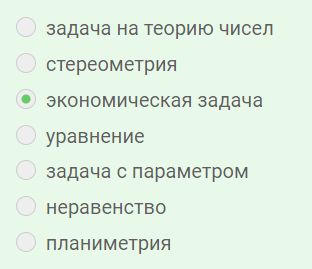 задача на теорию чисел
стереометрия
экономическая задача
уравнение
задача с параметром
неравенство
планиметрия